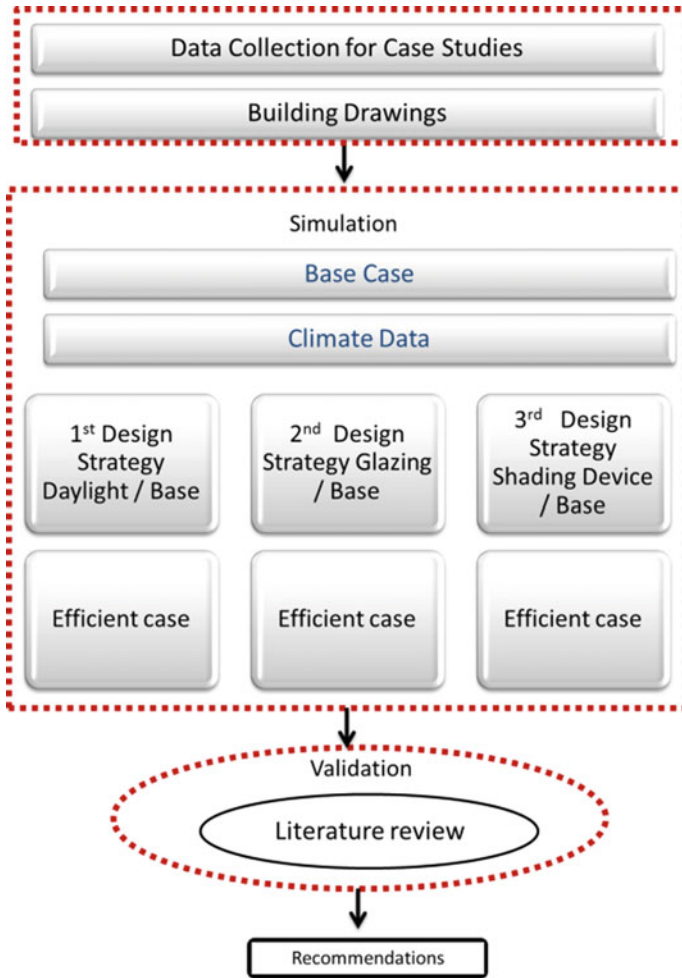 Data Collection for Case Studies
Building Drawings
Simulation
Base Case
Climate Data
1st Design
Strategy
Daylight / Base
2nd Design
Strategy Glazing
/ Base
3rd Design
Strategy
Shading Device
/ Base
Efficient case
Efficient case
Efficient case
Validation
Literature review
Recommendations